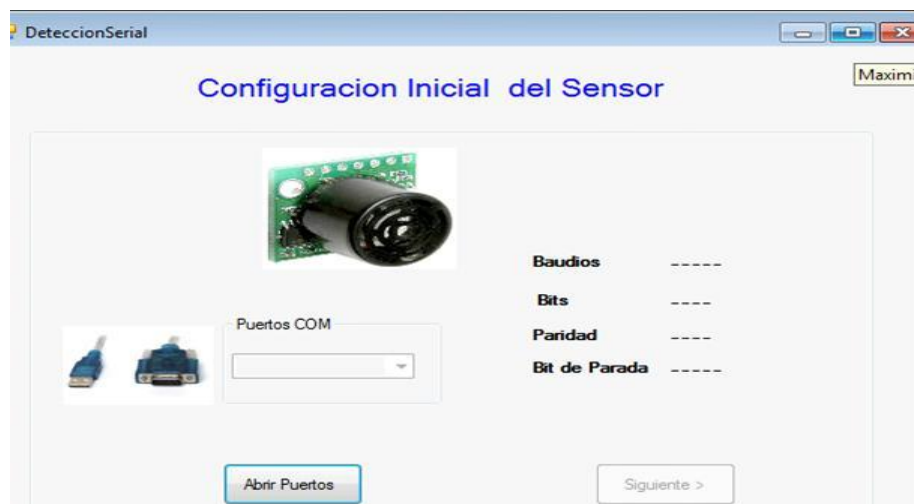 DeteccionSerial
Configuracion Inicial del Sensor
Maximi
Baudios -----
Bits ----
Puertos COM
Paridad ----
Bit de Parada -----
Abrir Puertos
Siguiente >